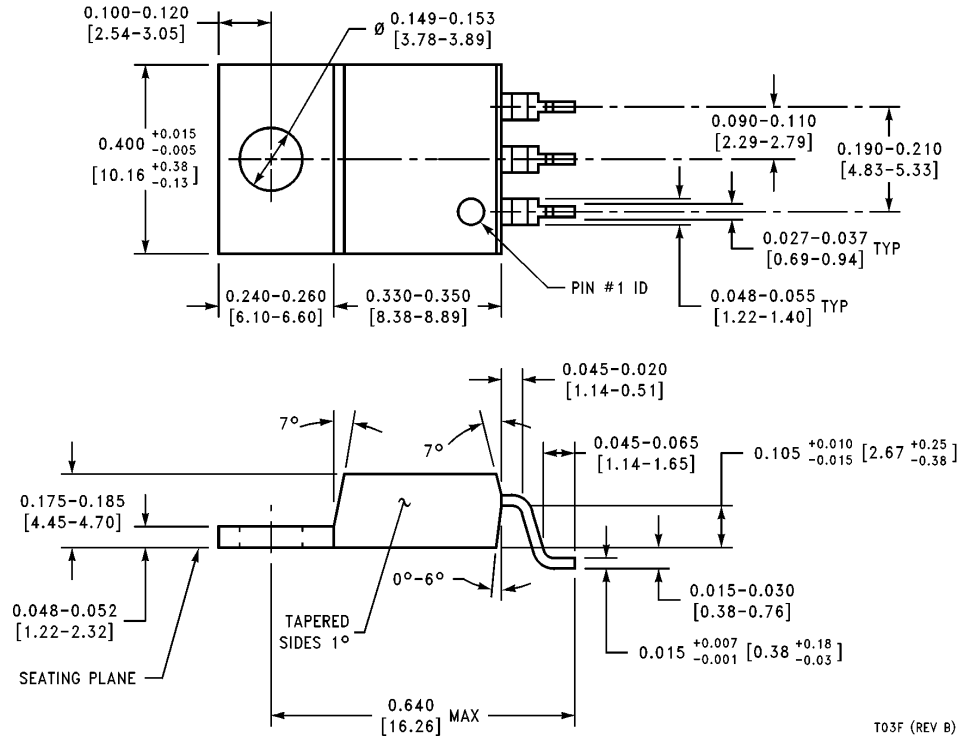 0.100-0.120
[2.54-3.05]
Ø 0.149-0.153
[3.78-3.89]
0.400 +0.015 -0.005
[10.16 +0.38 -0.13]
0.090-0.110
[2.29-2.79]
0.190-0.210
[4.83-5.33]
0.027-0.037 TYP
[0.69-0.94]
PIN #1 ID
0.048-0.055 TYP
[1.22-1.40]
0.240-0.260
[6.10-6.60]
0.330-0.350
[8.38-8.89]
0.045-0.020
[1.14-0.51]
7°
7°
0.045-0.065
[1.14-1.65]
0.105 +0.010 -0.015 [2.67 +0.25 -0.38]
0.175-0.185
[4.45-4.70]
0°-6°
0.048-0.052
[1.22-2.32]
TAPERED
SIDES 1°
0.015-0.030
[0.38-0.76]
0.015 +0.007 -0.001 [0.38 +0.18 -0.03]
SEATING PLANE
0.640 MAX
[16.26]
T03F (REV B)